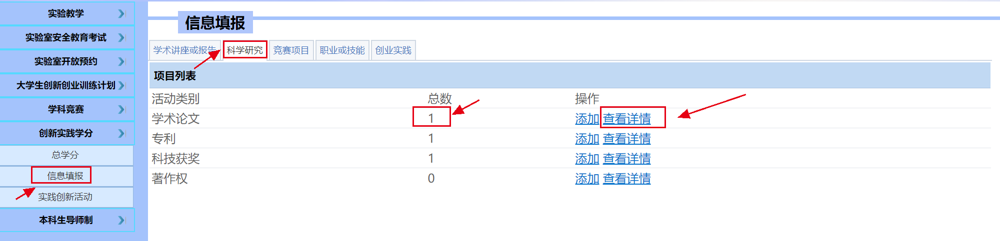 实验教学
实验室安全教育考试
实验室开放预约
大学生创新创业训练计划
学科竞赛
创新实践学分
总学分
信息填报
实践创新活动
本科生导师制
信息填报
学术讲座或报告 科学研究 竞赛项目 职业或技能 创业实践
项目列表
活动类别 总数 操作
学术论文 1 添加 查看详情
专利 1 添加 查看详情
科技获奖 1 添加 查看详情
著作权 0 添加 查看详情